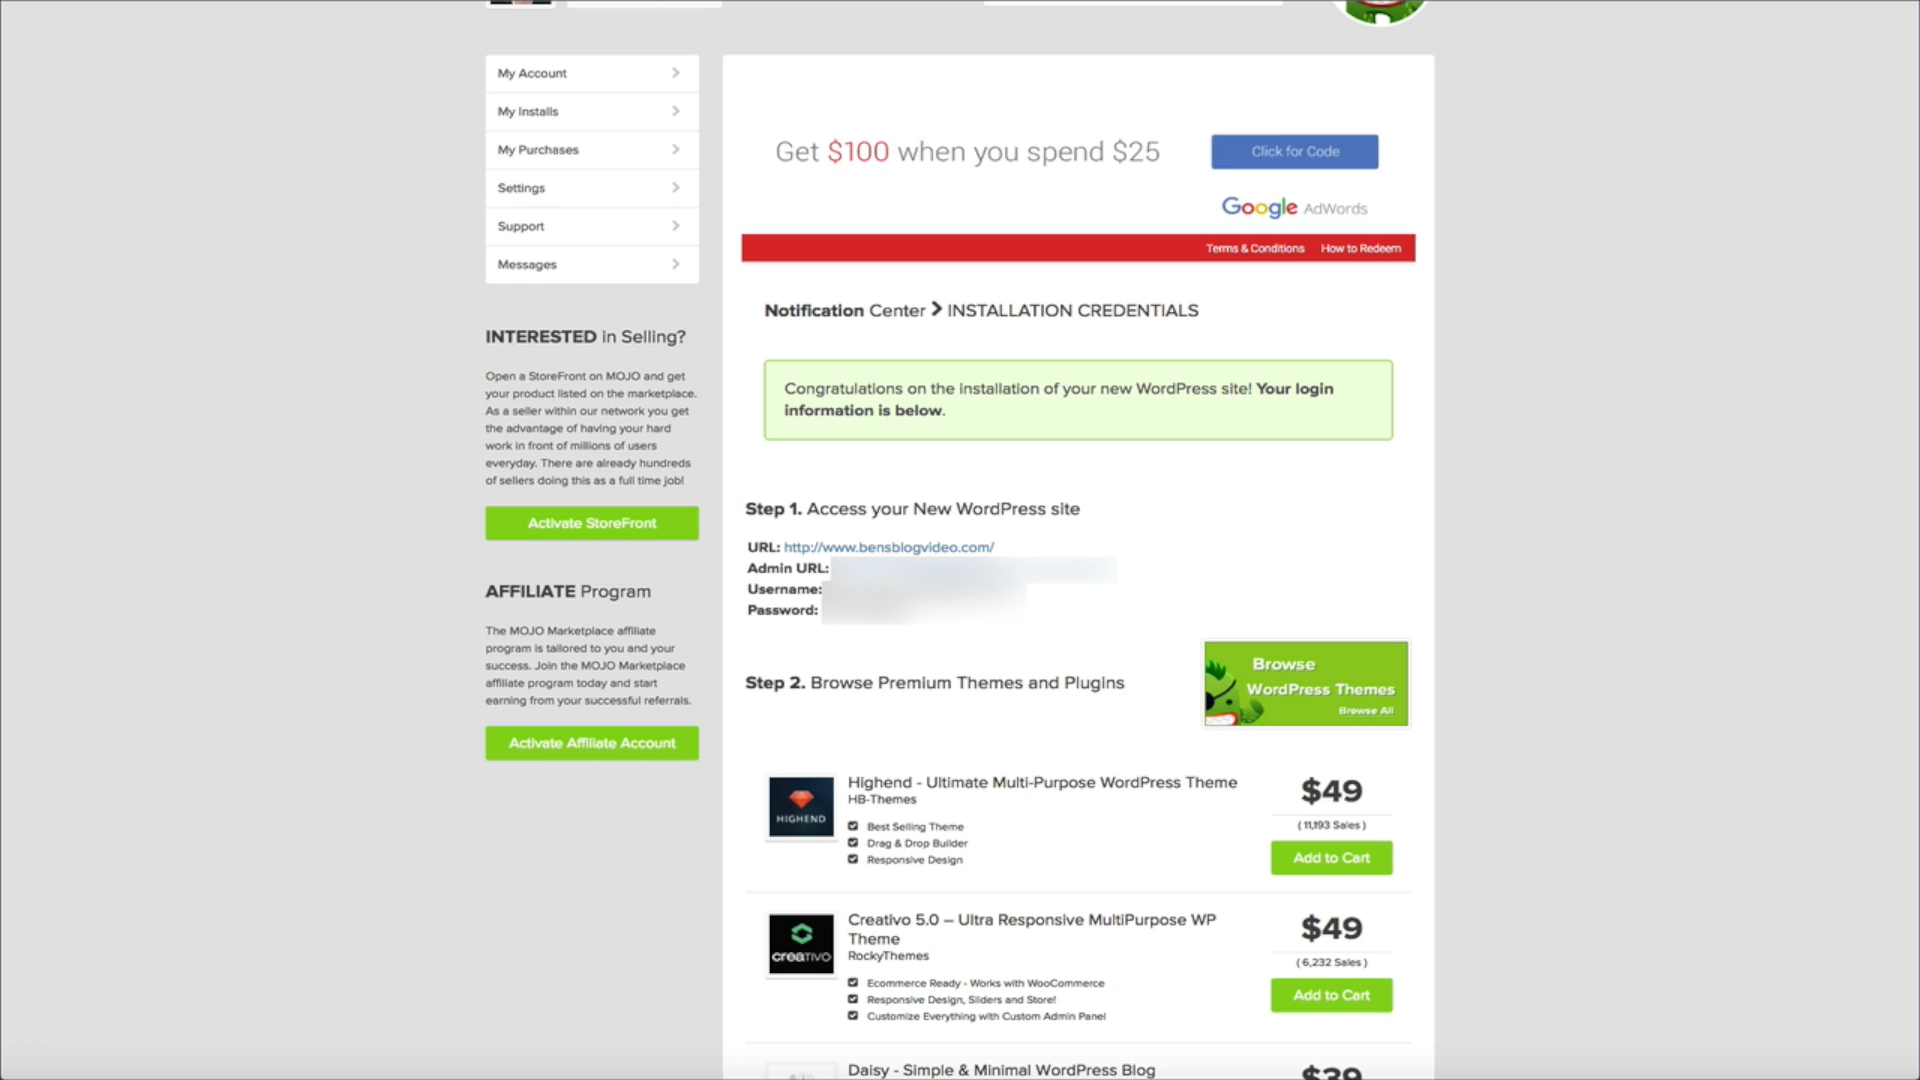 My Account
My Installs
My Purchases
Settings
Support
Messages
INTERESTED in Selling?
Open a StoreFront on MOJO and get
your product listed on the marketplace.
As a seller within our network you get
the advantage of having your hard
work in front of millions of users
everyday. There are already hundreds
of sellers doing this as a full time job!
Activate StoreFront
AFFILIATE Program
The MOJO Marketplace affiliate
program is tailored to you and your
success. Join the MOJO Marketplace
affiliate program today and start
earning from your successful referrals.
Activate Affiliate Account
Get $100 when you spend $25
Click for Code
Google AdWords
Terms & Conditions How to Redeem
Notification Center > INSTALLATION CREDENTIALS
Congratulations on the installation of your new WordPress site! Your login
information is below.
Step 1. Access your New WordPress site
URL: http://www.bensblogvideo.com/
Admin URL:
Username:
Password:
Step 2. Browse Premium Themes and Plugins
Browse
WordPress Themes
Browse All
HIGHEND
Highend - Ultimate Multi-Purpose WordPress Theme
HB-Themes
Best Selling Theme
Drag & Drop Builder
Responsive Design
$49
( 11,193 Sales )
Add to Cart
creativo
Creativo 5.0 – Ultra Responsive MultiPurpose WP
Theme
RockyThemes
Ecommerce Ready - Works with WooCommerce
Responsive Design, Sliders and Store!
Customize Everything with Custom Admin Panel
$49
( 6,232 Sales )
Add to Cart
Daisy - Simple & Minimal WordPress Blog
$39